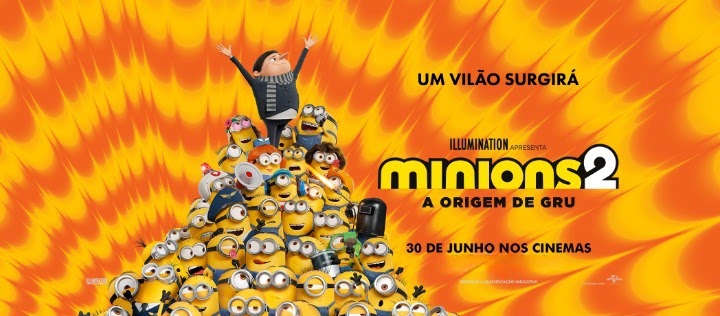 UM VILÃO SURGIRÁ
ILLUMINATION APRESENTA
minions2
A ORIGEM DE GRU
30 DE JUNHO NOS CINEMAS